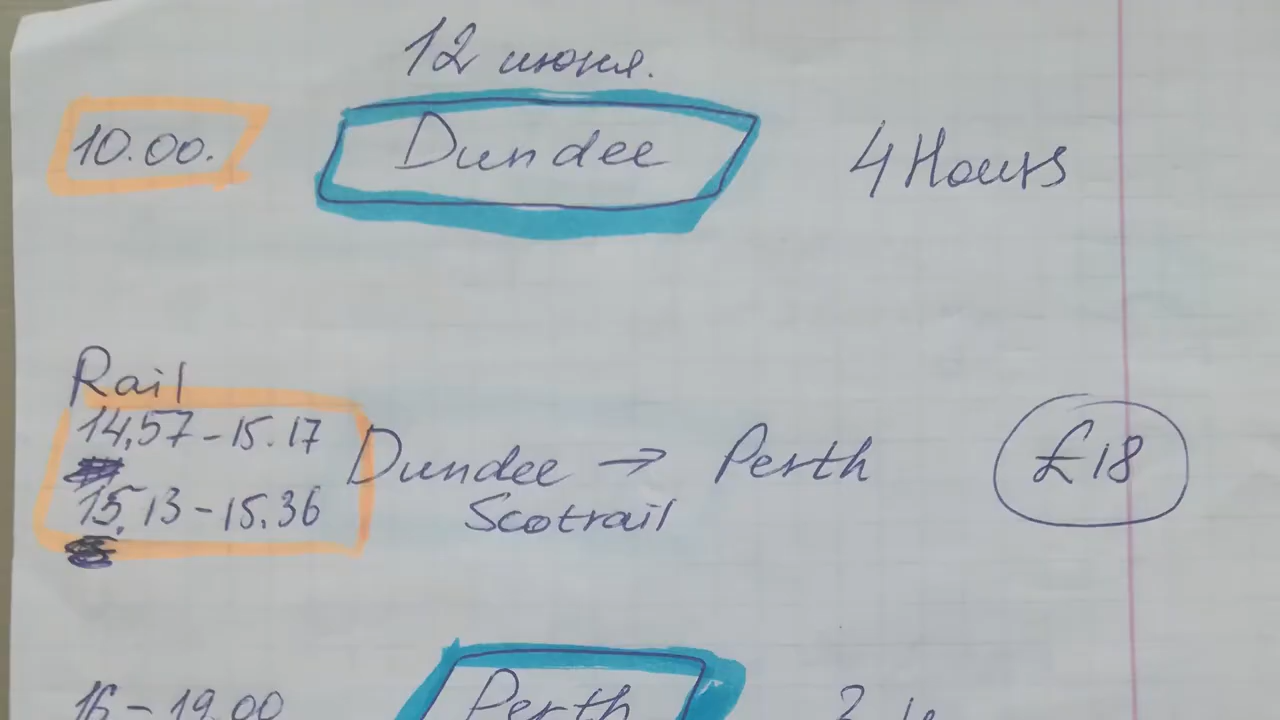 12 июня.
10.00. Dundee 4 Hours
Rail
14.57 - 15.17
Dundee → Perth £18
15.13 - 15.36
Scotrail
16 - 19.00 Perth